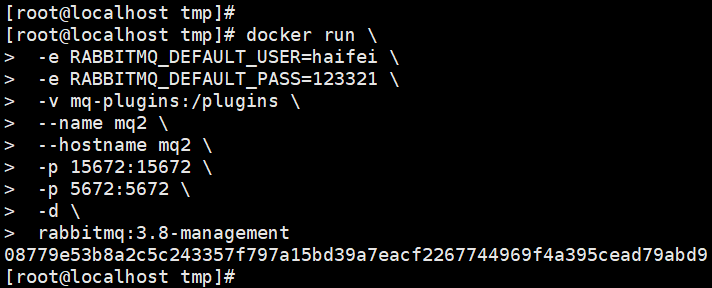 [root@localhost tmp]#
[root@localhost tmp]# docker run \
>  -e RABBITMQ_DEFAULT_USER=haifei \
>  -e RABBITMQ_DEFAULT_PASS=123321 \
>  -v mq-plugins:/plugins \
>  --name mq2 \
>  --hostname mq2 \
>  -p 15672:15672 \
>  -p 5672:5672 \
>  -d \
>  rabbitmq:3.8-management
08779e53b8a2c5c243357f797a15bd39a7eacf2267744969f4a395cead79abd9
[root@localhost tmp]#